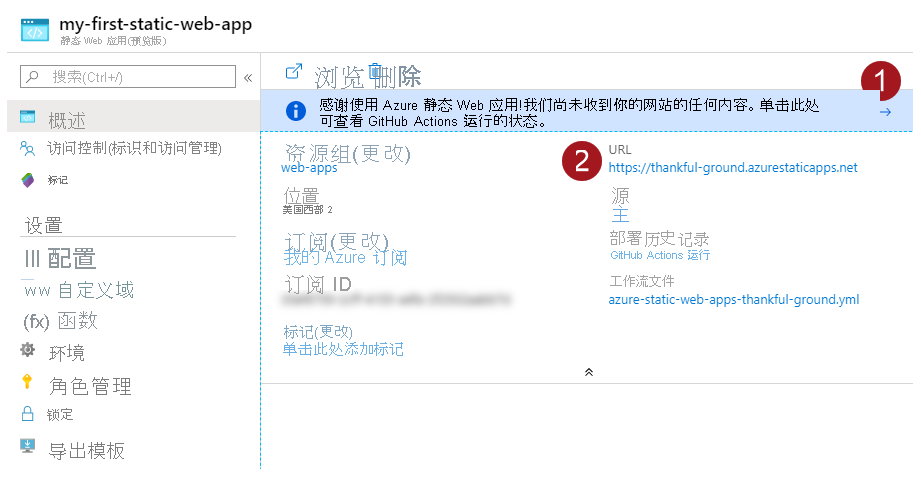 my-first-static-web-app
静态 Web 应用(预览版)
搜索(Ctrl+/)
«
概述
访问控制(标识和访问管理)
标记
设置
配置
ww 自定义域
(fx) 函数
环境
角色管理
锁定
导出模板
浏览 删除
1
感谢使用 Azure 静态 Web 应用!我们尚未收到你的网站的任何内容。单击此处
可查看 GitHub Actions 运行的状态。
资源组(更改)
web-apps
位置
美国西部 2
订阅(更改)
我的 Azure 订阅
订阅 ID
标记(更改)
单击此处添加标记
2
URL
https://thankful-ground.azurestaticapps.net
源
主
部署历史记录
GitHub Actions 运行
工作流文件
azure-static-web-apps-thankful-ground.yml